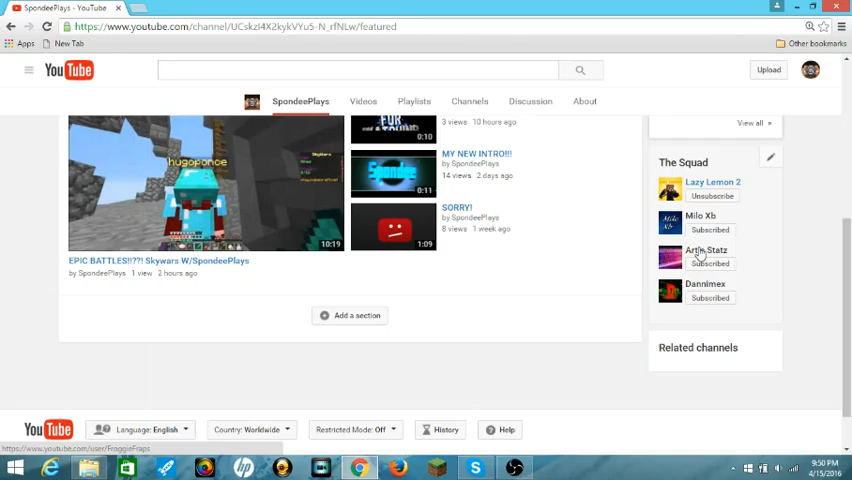 SpondeePlays - YouTube
https://www.youtube.com/channel/UCskzI4X2kykVYu5-N_rfNLw/featured
Apps New Tab Other bookmarks
YouTube Upload
SpondeePlays Videos Playlists Channels Discussion About
3 views 10 hours ago
0:10
View all »
hugoponce
MY NEW INTRO!!!
by SpondeePlays
14 views 2 days ago
Spondee
0:11
SORRY!
by SpondeePlays
8 views 1 week ago
1:09
10:19
EPIC BATTLES!!??! Skywars W/SpondeePlays
by SpondeePlays 1 view 2 hours ago
Add a section
The Squad
Lazy Lemon 2
Unsubscribe
Milo Xb
Subscribed
Subscribed
Dannimex
Subscribed
Related channels
YouTube Language: English Country: Worldwide Restricted Mode: Off History Help
https://www.youtube.com/user/FroggieFraps
9:50 PM
4/15/2016